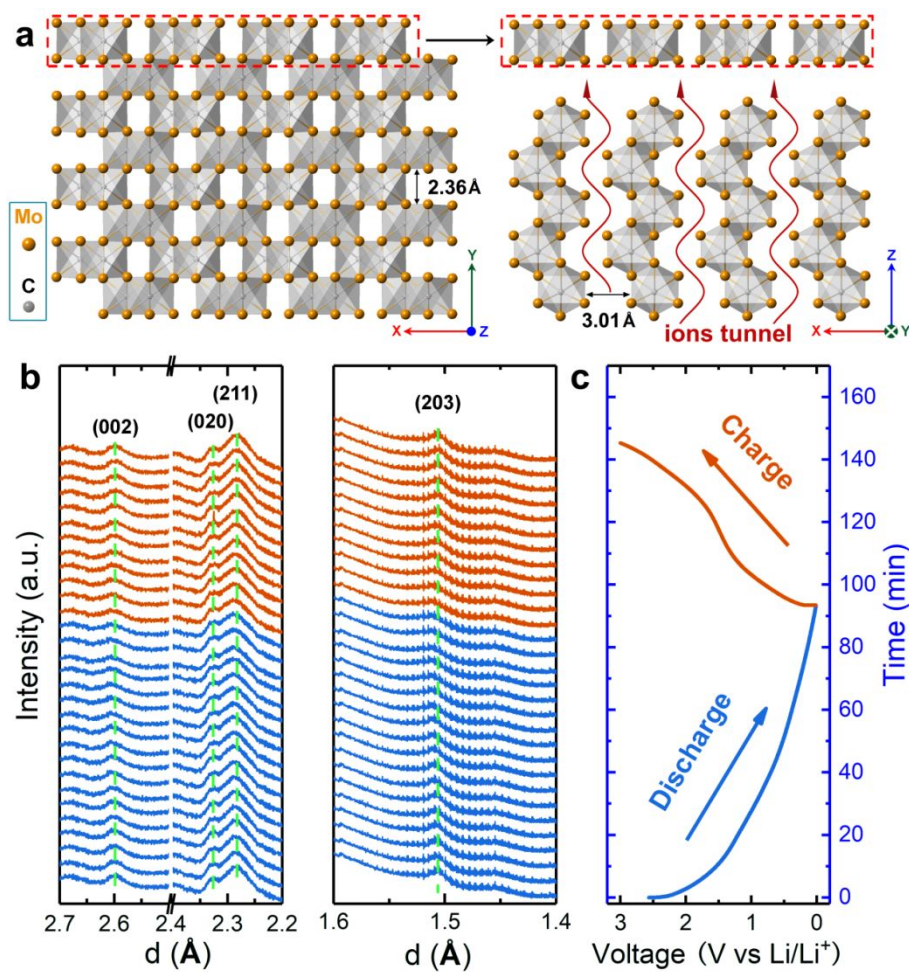 a
2.36Å
Mo
C
Y
X
Z
Z
X
Y
3.01Å
ions tunnel
b
(002)
(020)
(211)
(203)
Intensity (a.u.)
2.7
2.6
2.4
2.3
2.2
d (Å)
1.6
1.5
1.4
d (Å)
c
Charge
Discharge
160
140
120
100
80
60
40
20
0
Time (min)
3
2
1
0
Voltage (V vs Li/Li⁺)